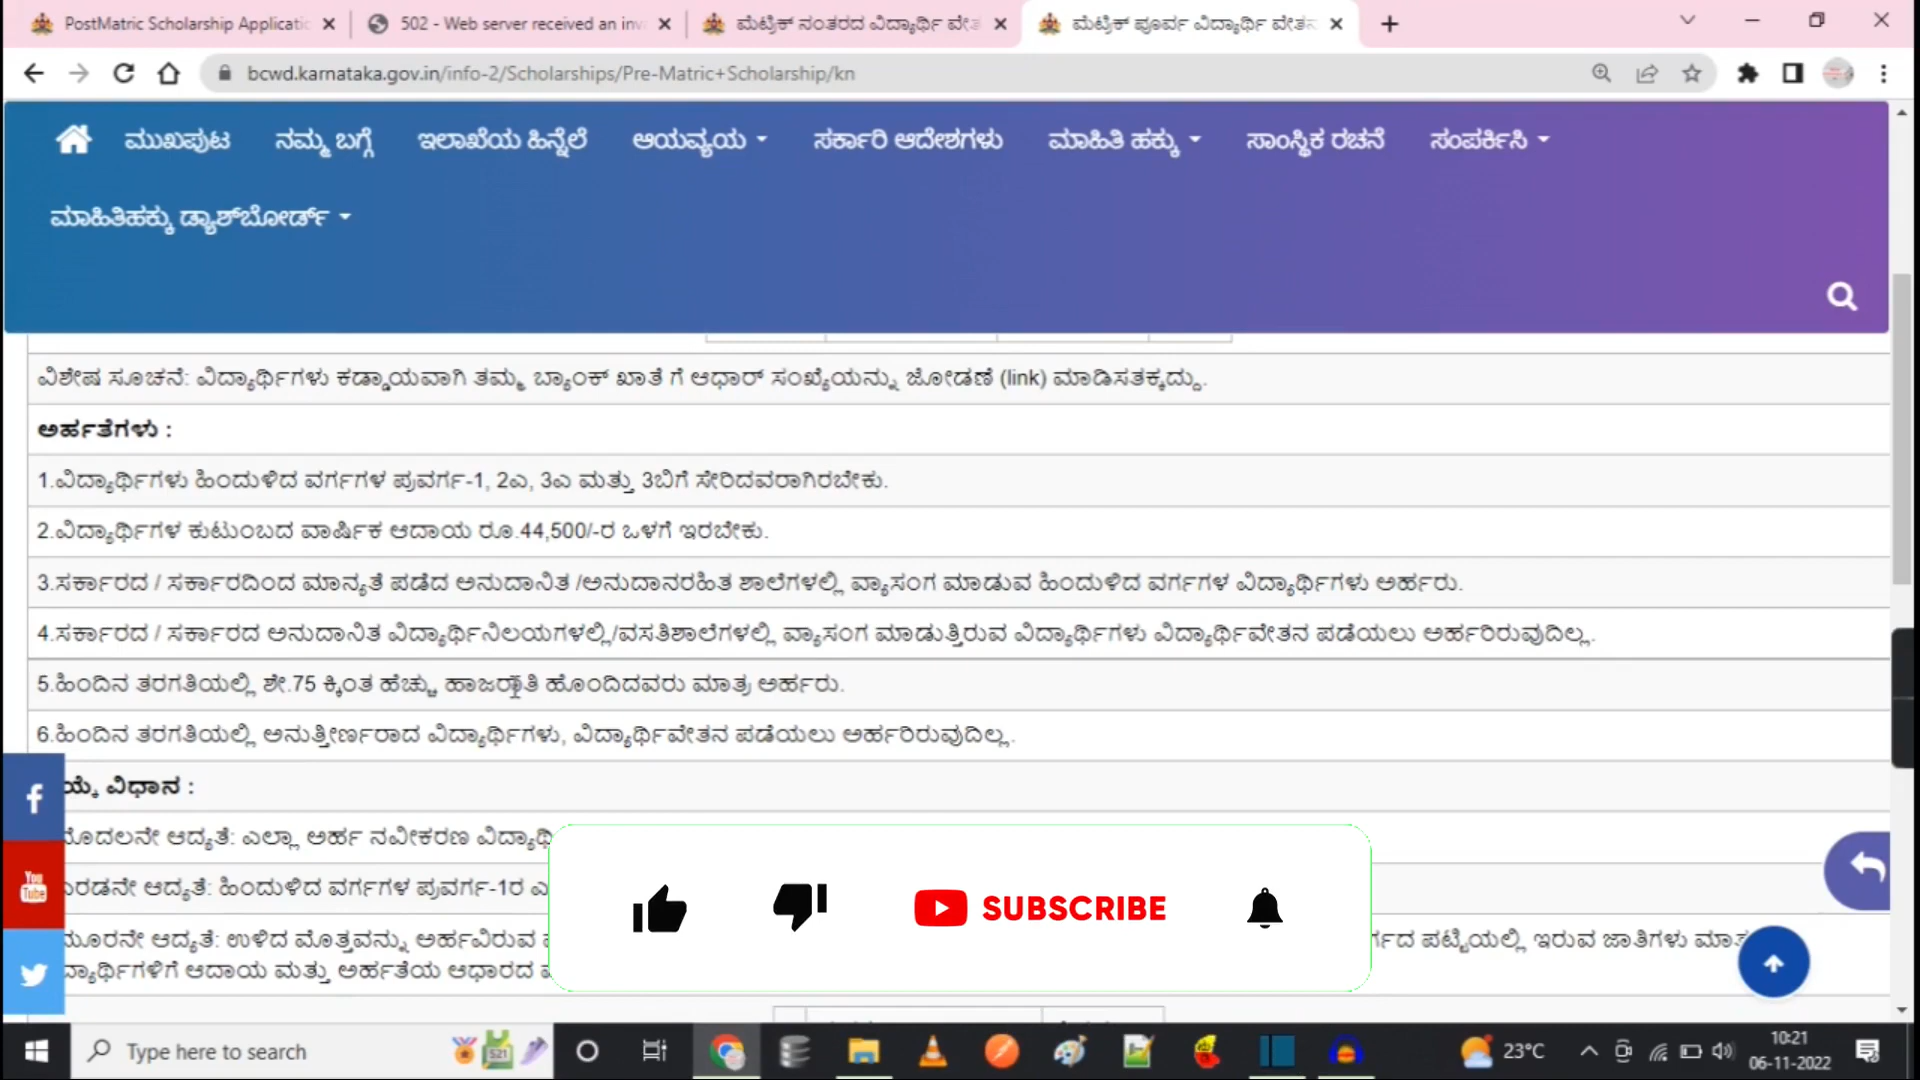 PostMatric Scholarship Applicatic
502 - Web server received an inv
ಮೆಟ್ರಿಕ್ ನಂತರದ ವಿದ್ಯಾರ್ಥಿ ವೇತ
ಮೆಟ್ರಿಕ್ ಪೂರ್ವ ವಿದ್ಯಾರ್ಥಿ ವೇತನ
bcwd.karnataka.gov.in/info-2/Scholarships/Pre-Matric+Scholarship/kn
ಮುಖಪುಟ ನಮ್ಮ ಬಗ್ಗೆ ಇಲಾಖೆಯ ಹಿನ್ನೆಲೆ ಆಯವ್ಯಯ ಸರ್ಕಾರಿ ಆದೇಶಗಳು ಮಾಹಿತಿ ಹಕ್ಕು ಸಾಂಸ್ಥಿಕ ರಚನೆ ಸಂಪರ್ಕಿಸಿ
ಮಾಹಿತಿಹಕ್ಕು ಡ್ಯಾಶ್‌ಬೋರ್ಡ್
ವಿಶೇಷ ಸೂಚನೆ: ವಿದ್ಯಾರ್ಥಿಗಳು ಕಡ್ಡಾಯವಾಗಿ ತಮ್ಮ ಬ್ಯಾಂಕ್ ಖಾತೆ ಗೆ ಆಧಾರ್ ಸಂಖ್ಯೆಯನ್ನು ಜೋಡಣೆ (link) ಮಾಡಿಸತಕ್ಕದ್ದು.
ಅರ್ಹತೆಗಳು :
1.ವಿದ್ಯಾರ್ಥಿಗಳು ಹಿಂದುಳಿದ ವರ್ಗಗಳ ಪ್ರವರ್ಗ-1, 2ಎ, 3ಎ ಮತ್ತು 3ಬಿಗೆ ಸೇರಿದವರಾಗಿರಬೇಕು.
2.ವಿದ್ಯಾರ್ಥಿಗಳ ಕುಟುಂಬದ ವಾರ್ಷಿಕ ಆದಾಯ ರೂ.44,500/-ರ ಒಳಗೆ ಇರಬೇಕು.
3.ಸರ್ಕಾರದ / ಸರ್ಕಾರದಿಂದ ಮಾನ್ಯತೆ ಪಡೆದ ಅನುದಾನಿತ /ಅನುದಾನರಹಿತ ಶಾಲೆಗಳಲ್ಲಿ ವ್ಯಾಸಂಗ ಮಾಡುವ ಹಿಂದುಳಿದ ವರ್ಗಗಳ ವಿದ್ಯಾರ್ಥಿಗಳು ಅರ್ಹರು.
4.ಸರ್ಕಾರದ / ಸರ್ಕಾರದ ಅನುದಾನಿತ ವಿದ್ಯಾರ್ಥಿನಿಲಯಗಳಲ್ಲಿ/ವಸತಿಶಾಲೆಗಳಲ್ಲಿ ವ್ಯಾಸಂಗ ಮಾಡುತ್ತಿರುವ ವಿದ್ಯಾರ್ಥಿಗಳು ವಿದ್ಯಾರ್ಥಿವೇತನ ಪಡೆಯಲು ಅರ್ಹರಿರುವುದಿಲ್ಲ.
5.ಹಿಂದಿನ ತರಗತಿಯಲ್ಲಿ ಶೇ.75 ಕ್ಕಿಂತ ಹೆಚ್ಚು ಹಾಜರಾತಿ ಹೊಂದಿದವರು ಮಾತ್ರ ಅರ್ಹರು.
6.ಹಿಂದಿನ ತರಗತಿಯಲ್ಲಿ ಅನುತ್ತೀರ್ಣರಾದ ವಿದ್ಯಾರ್ಥಿಗಳು, ವಿದ್ಯಾರ್ಥಿವೇತನ ಪಡೆಯಲು ಅರ್ಹರಿರುವುದಿಲ್ಲ.
ಯ್ಕೆ ವಿಧಾನ :
ಮೊದಲನೇ ಆದ್ಯತೆ: ಎಲ್ಲಾ ಅರ್ಹ ನವೀಕರಣ ವಿದ್ಯಾರ್ಥಿ
ಎರಡನೇ ಆದ್ಯತೆ: ಹಿಂದುಳಿದ ವರ್ಗಗಳ ಪ್ರವರ್ಗ-1ರ ಎ
ಮೂರನೇ ಆದ್ಯತೆ: ಉಳಿದ ಮೊತ್ತವನ್ನು ಅರ್ಹವಿರುವ ರ್ಗದ ಪಟ್ಟಿಯಲ್ಲಿ ಇರುವ ಜಾತಿಗಳು
ದ್ಯಾರ್ಥಿಗಳಿಗೆ ಆದಾಯ ಮತ್ತು ಅರ್ಹತೆಯ ಆಧಾರದ
You Tube
SUBSCRIBE
Type here to search
521
23°C
10:21
06-11-2022